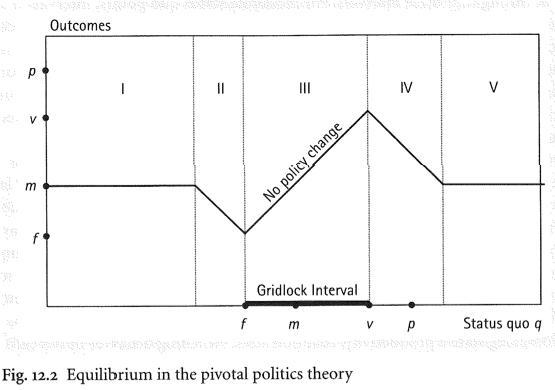 Outcomes
p
I
II
III
IV
V
v
No policy change
m
f
Gridlock Interval
f
m
v
p
Status quo q
Fig. 12.2 Equilibrium in the pivotal politics theory